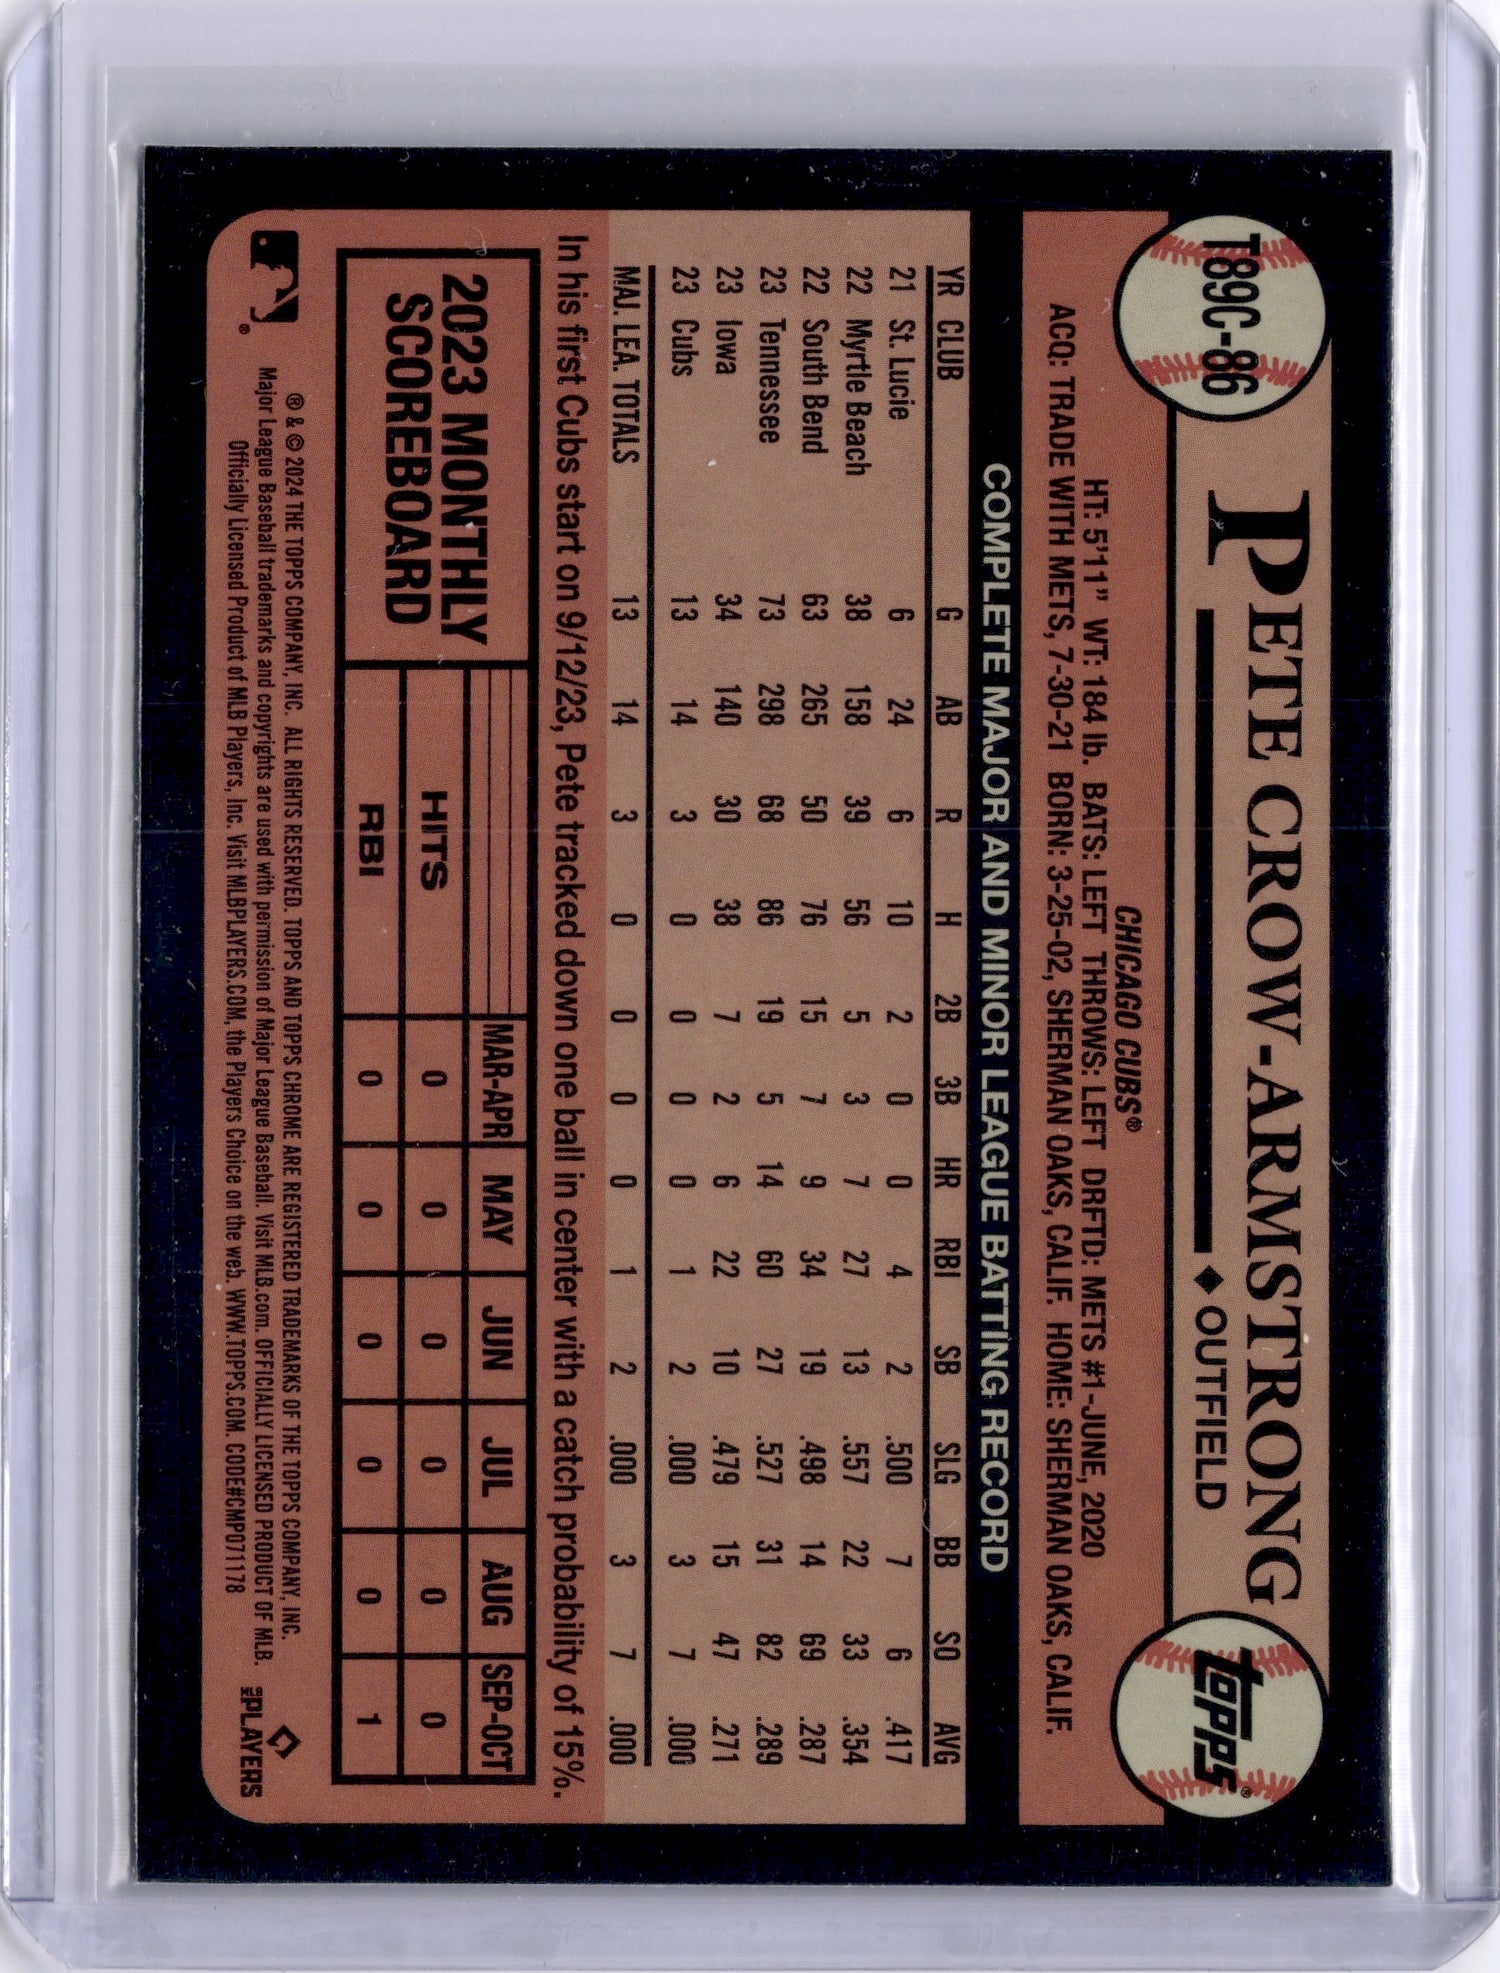 T89C-86
PETE CROW-ARMSTRONG
◆ OUTFIELD
topps®
CHICAGO CUBS®
HT: 5'11" WT: 184 lb. BATS: LEFT THROWS: LEFT DRFTD: METS #1-JUNE, 2020
ACQ: TRADE WITH METS, 7-30-21 BORN: 3-25-02, SHERMAN OAKS, CALIF. HOME: SHERMAN OAKS, CALIF.
COMPLETE MAJOR AND MINOR LEAGUE BATTING RECORD
YR CLUB G AB R H 2B 3B HR RBI SB SLG BB SO AVG
21 St. Lucie 6 24 6 10 2 0 0 4 2 .500 7 6 .417
22 Myrtle Beach 38 158 39 56 5 3 7 27 13 .557 22 33 .354
22 South Bend 63 265 50 76 15 7 9 34 19 .498 14 69 .287
23 Tennessee 73 298 68 86 19 5 14 60 27 .527 31 82 .289
23 Iowa 34 140 30 38 7 2 6 22 10 .479 15 47 .271
23 Cubs 13 14 3 0 0 0 0 1 2 .000 3 7 .000
MAJ. LEA. TOTALS 13 14 3 0 0 0 0 1 2 .000 3 7 .000
In his first Cubs start on 9/12/23, Pete tracked down one ball in center with a catch probability of 15%.
2023 MONTHLY
SCOREBOARD
MAR-APR MAY JUN JUL AUG SEP-OCT
HITS 0 0 0 0 0 0
RBI 0 0 0 0 0 1
® & © 2024 THE TOPPS COMPANY, INC. ALL RIGHTS RESERVED. TOPPS AND TOPPS CHROME ARE REGISTERED TRADEMARKS OF THE TOPPS COMPANY, INC.
Major League Baseball trademarks and copyrights are used with permission of Major League Baseball. Visit MLB.com. OFFICIALLY LICENSED PRODUCT OF MLB.
Officially Licensed Product of MLB Players, Inc. Visit MLBPLAYERS.COM, the Players Choice on the web. WWW.TOPPS.COM. CODE#CMP071178
®
MLB PLAYERS